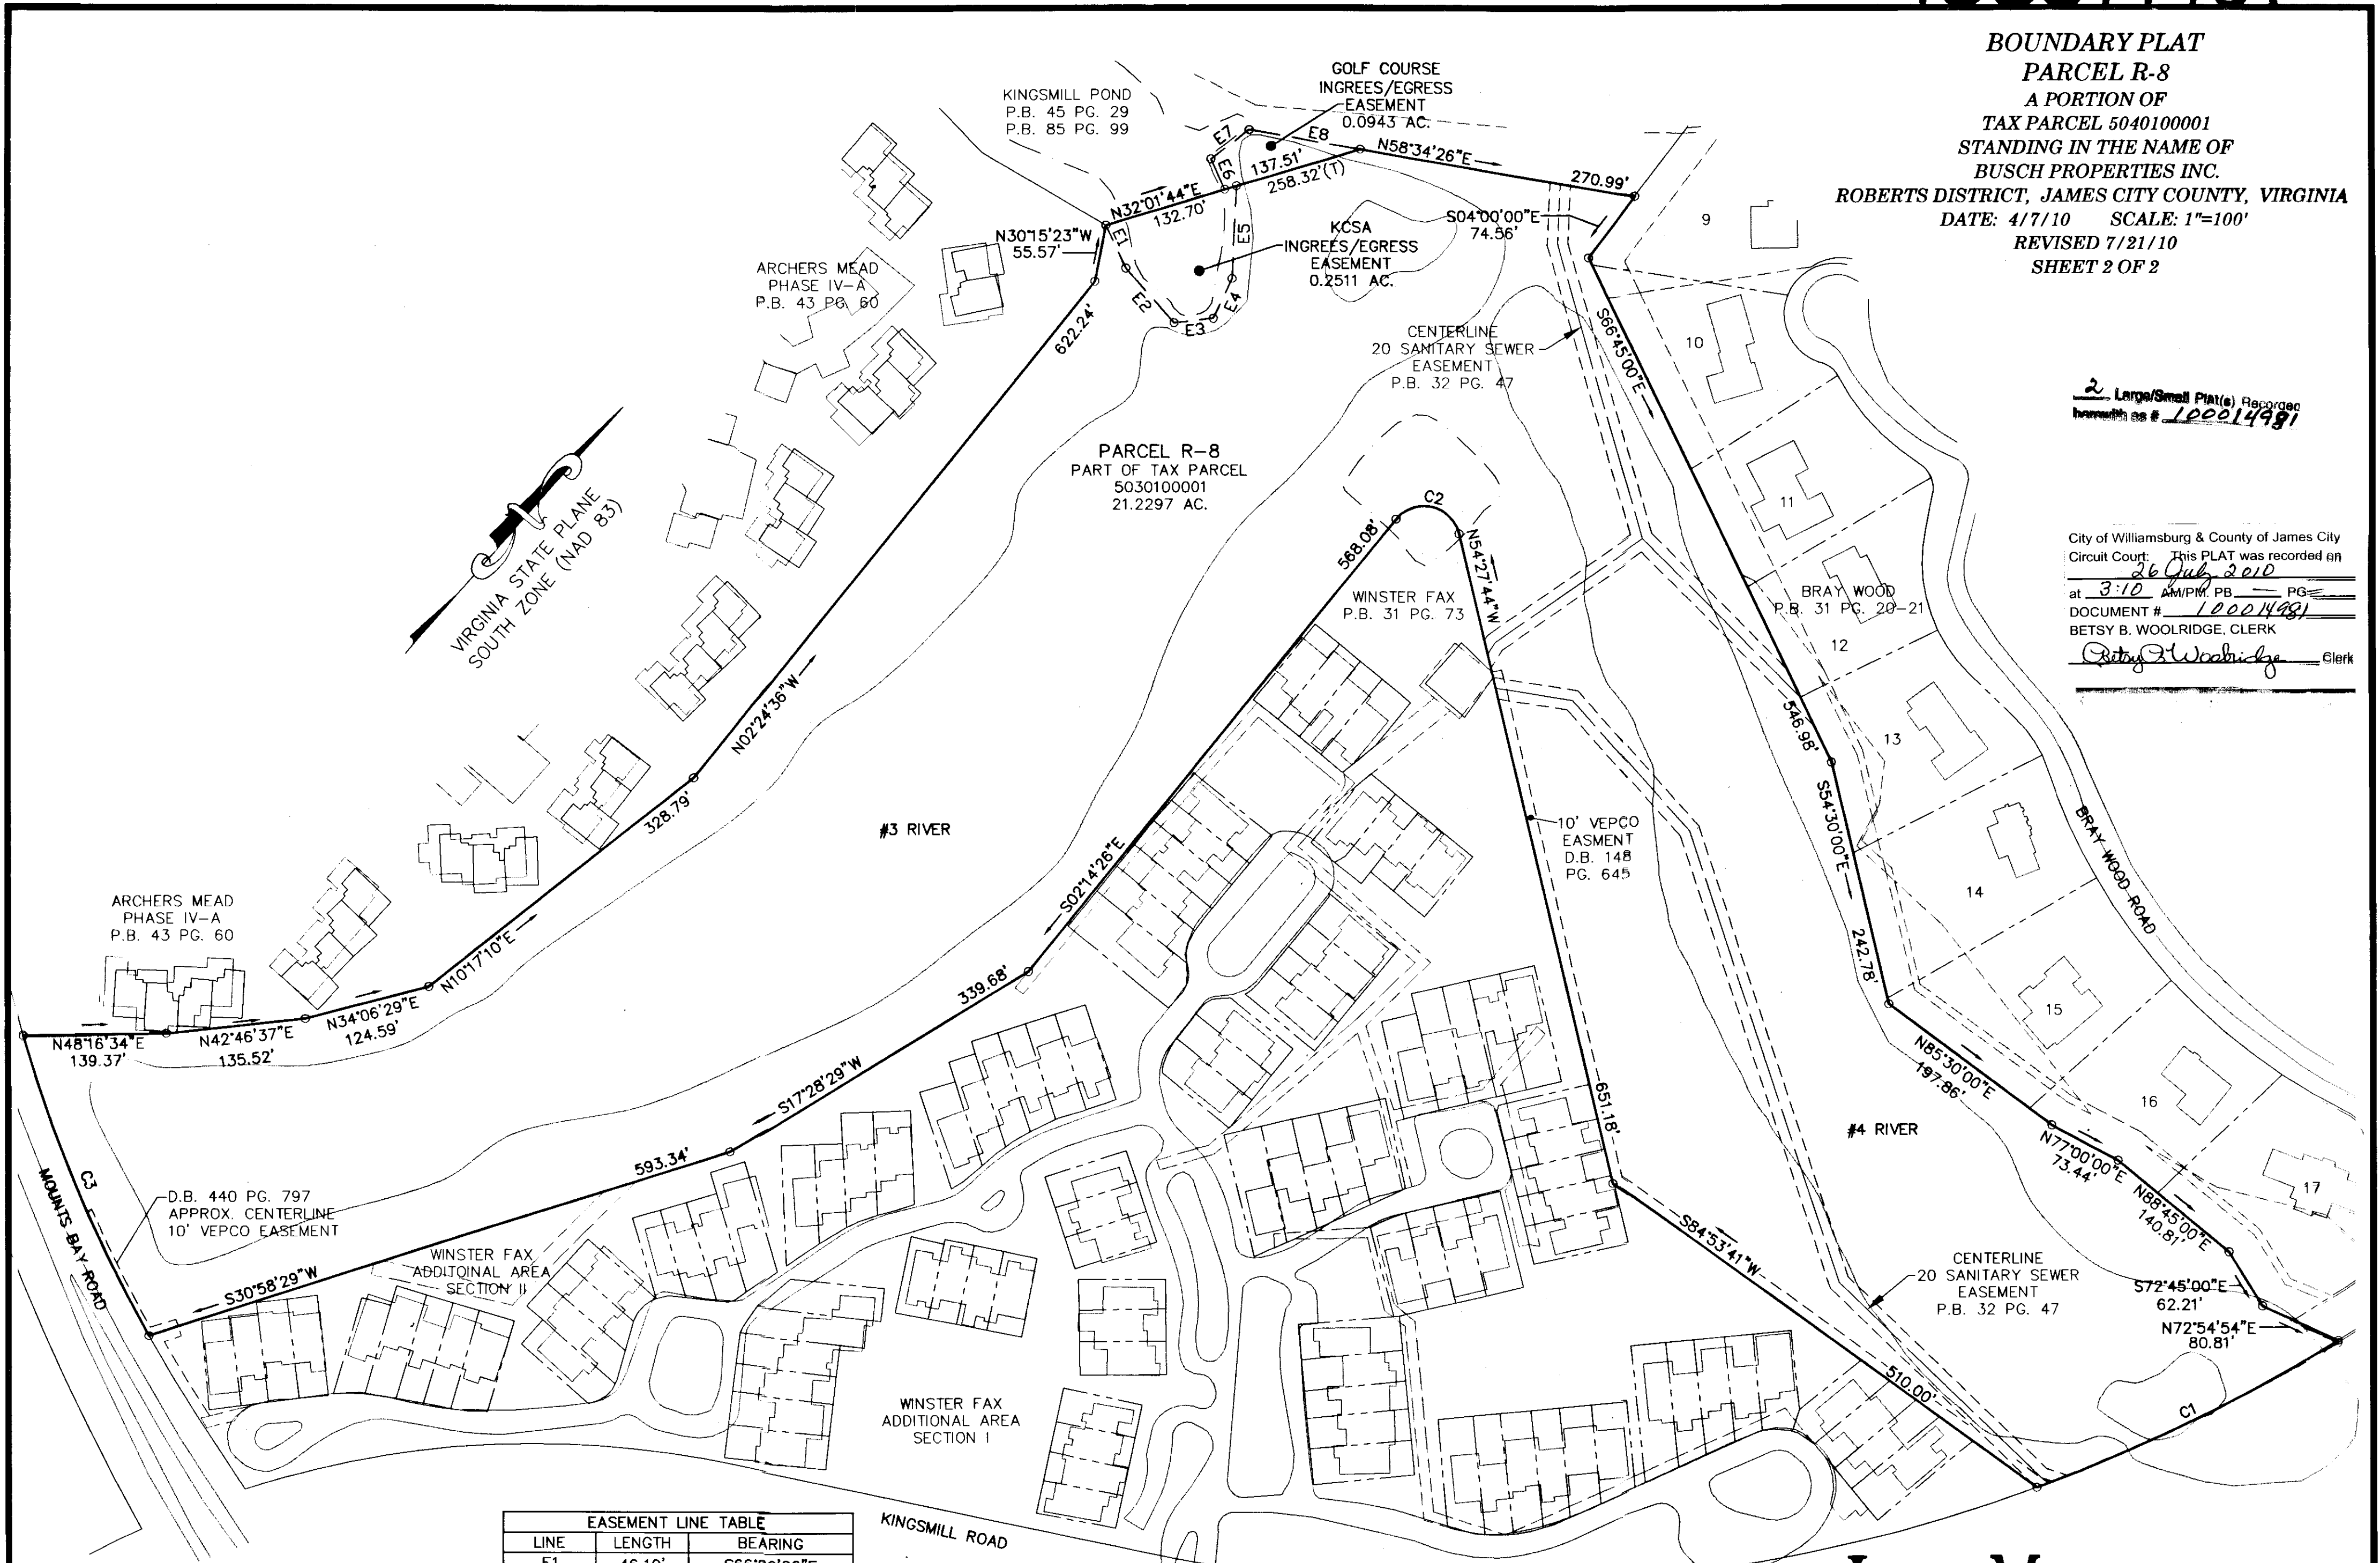 BOUNDARY PLAT
PARCEL R-8
A PORTION OF
TAX PARCEL 5040100001
STANDING IN THE NAME OF
BUSCH PROPERTIES INC.
ROBERTS DISTRICT, JAMES CITY COUNTY, VIRGINIA
DATE: 4/7/10 SCALE: 1"=100'
REVISED 7/21/10
SHEET 2 OF 2
2 Large/Small Plat(s) Recorded
herewith as # 100014981
City of Williamsburg & County of James City
Circuit Court: This PLAT was recorded on
26 July 2010
at 3:10 AM/PM. PB — PG
DOCUMENT # 100014981
BETSY B. WOOLRIDGE, CLERK
Betsy B Woolridge Clerk
KINGSMILL POND
P.B. 45 PG. 29
P.B. 85 PG. 99
GOLF COURSE
INGREES/EGRESS
EASEMENT
0.0943 AC.
E7
E8
E6
137.51'
258.32'(T)
N58°34'26"E
270.99'
N32°01'44"E
132.70'
N30°15'23"W
55.57'
E1
E2
E3
E4
E5
KCSA
INGREES/EGRESS
EASEMENT
0.2511 AC.
S04°00'00"E
74.56'
ARCHERS MEAD
PHASE IV-A
P.B. 43 PG. 60
622.24'
CENTERLINE
20 SANITARY SEWER
EASEMENT
P.B. 32 PG. 47
S66°45'00"E
9
10
11
12
13
14
15
16
17
PARCEL R-8
PART OF TAX PARCEL
5030100001
21.2297 AC.
VIRGINIA STATE PLANE
SOUTH ZONE (NAD 83)
C2
568.08'
N54°27'44"W
WINSTER FAX
P.B. 31 PG. 73
BRAY WOOD
P.B. 31 PG. 20-21
N02°24'36"W
546.98'
328.79'
#3 RIVER
S02°14'26"E
10' VEPCO
EASMENT
D.B. 148
PG. 645
S54°30'00"E
BRAY WOOD ROAD
242.78'
ARCHERS MEAD
PHASE IV-A
P.B. 43 PG. 60
N10°17'10"E
339.68'
N48°16'34"E
139.37'
N42°46'37"E
135.52'
N34°06'29"E
124.59'
S17°28'29"W
651.18'
N85°30'00"E
197.86'
#4 RIVER
N77°00'00"E
73.44'
593.34'
C3
MOUNTS BAY ROAD
D.B. 440 PG. 797
APPROX. CENTERLINE
10' VEPCO EASEMENT
N88°45'00"E
140.81'
S84°53'41"W
S30°58'29"W
WINSTER FAX
ADDITOINAL AREA
SECTION II
CENTERLINE
20 SANITARY SEWER
EASEMENT
P.B. 32 PG. 47
S72°45'00"E
62.21'
N72°54'54"E
80.81'
510.00'
C1
WINSTER FAX
ADDITIONAL AREA
SECTION I
KINGSMILL ROAD
EASEMENT LINE TABLE
LINE LENGTH BEARING